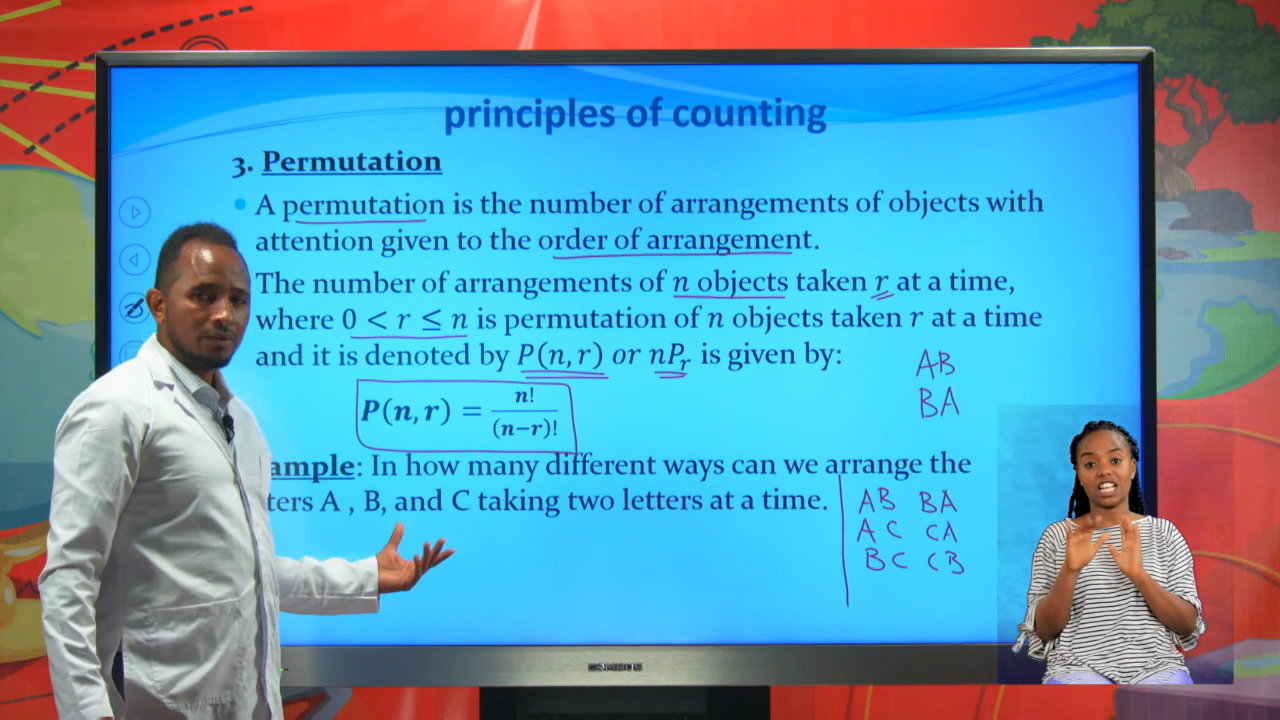 principles of counting
3. Permutation
A permutation is the number of arrangements of objects with
attention given to the order of arrangement.
The number of arrangements of n objects taken r at a time,
where 0 < r ≤ n is permutation of n objects taken r at a time
and it is denoted by P(n, r) or nPᵣ is given by:
AB
BA
P(n, r) = n!/(n−r)!
ample: In how many different ways can we arrange the
ters A , B, and C taking two letters at a time.
AB BA
AC CA
BC CB